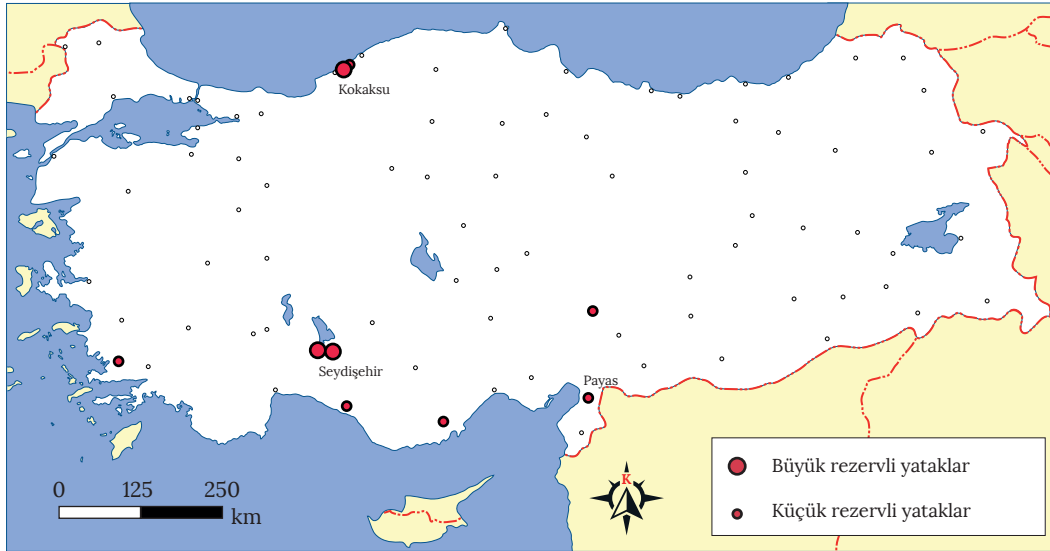 Kokaksu
Seydişehir
Payas
K
0 125 250
km
Büyük rezervli yataklar
Küçük rezervli yataklar